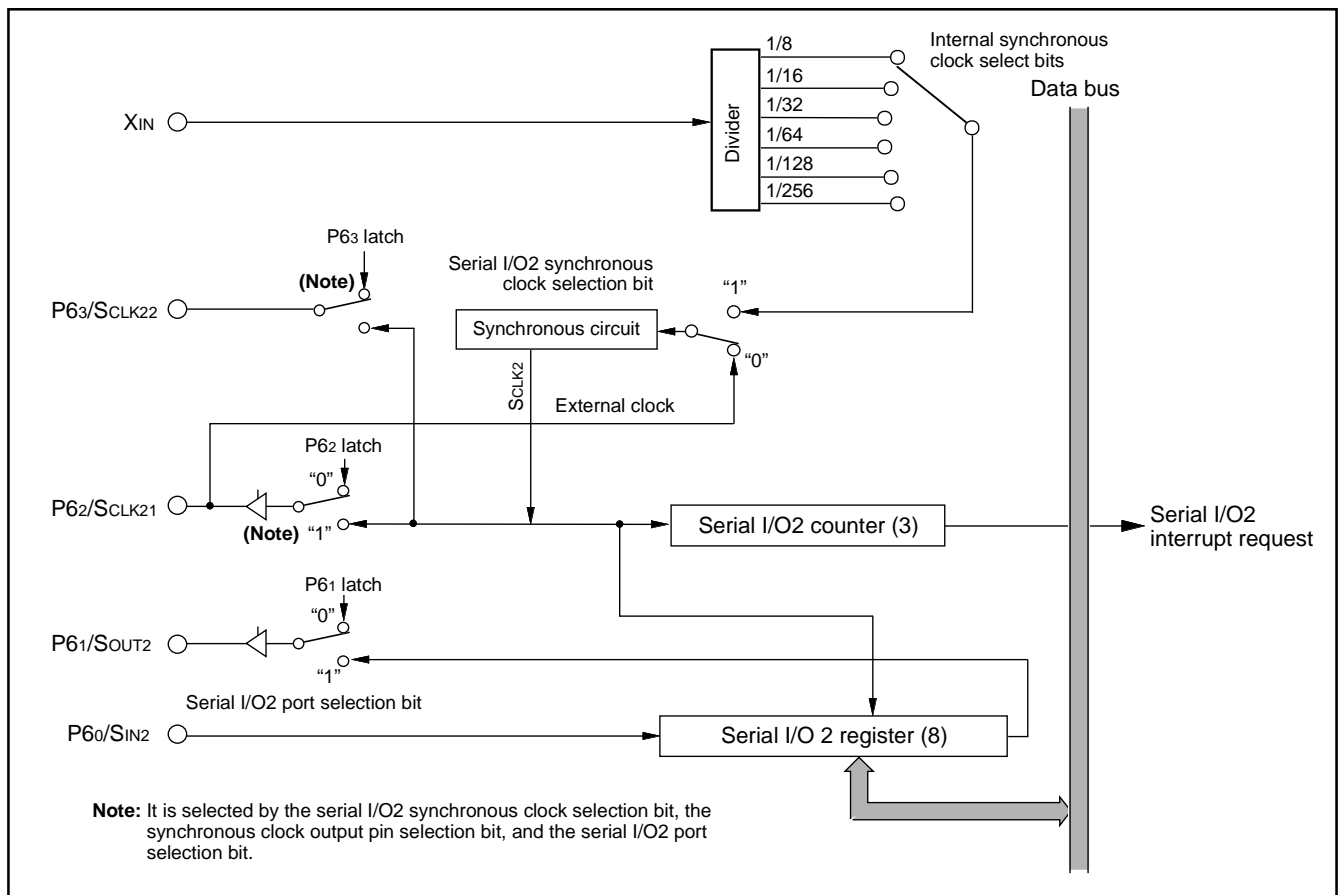 1/8
Internal synchronous
clock select bits
1/16
Data bus
1/32
XIN
Divider
1/64
1/128
1/256
P63 latch
(Note)
Serial I/O2 synchronous
clock selection bit
“1”
P63/SCLK22
Synchronous circuit
“0”
SCLK2
External clock
P62 latch
“0”
P62/SCLK21
(Note) “1”
Serial I/O2 counter (3)
Serial I/O2
interrupt request
P61 latch
“0”
P61/SOUT2
“1”
Serial I/O2 port selection bit
P60/SIN2
Serial I/O 2 register (8)
Note: It is selected by the serial I/O2 synchronous clock selection bit, the
synchronous clock output pin selection bit, and the serial I/O2 port
selection bit.